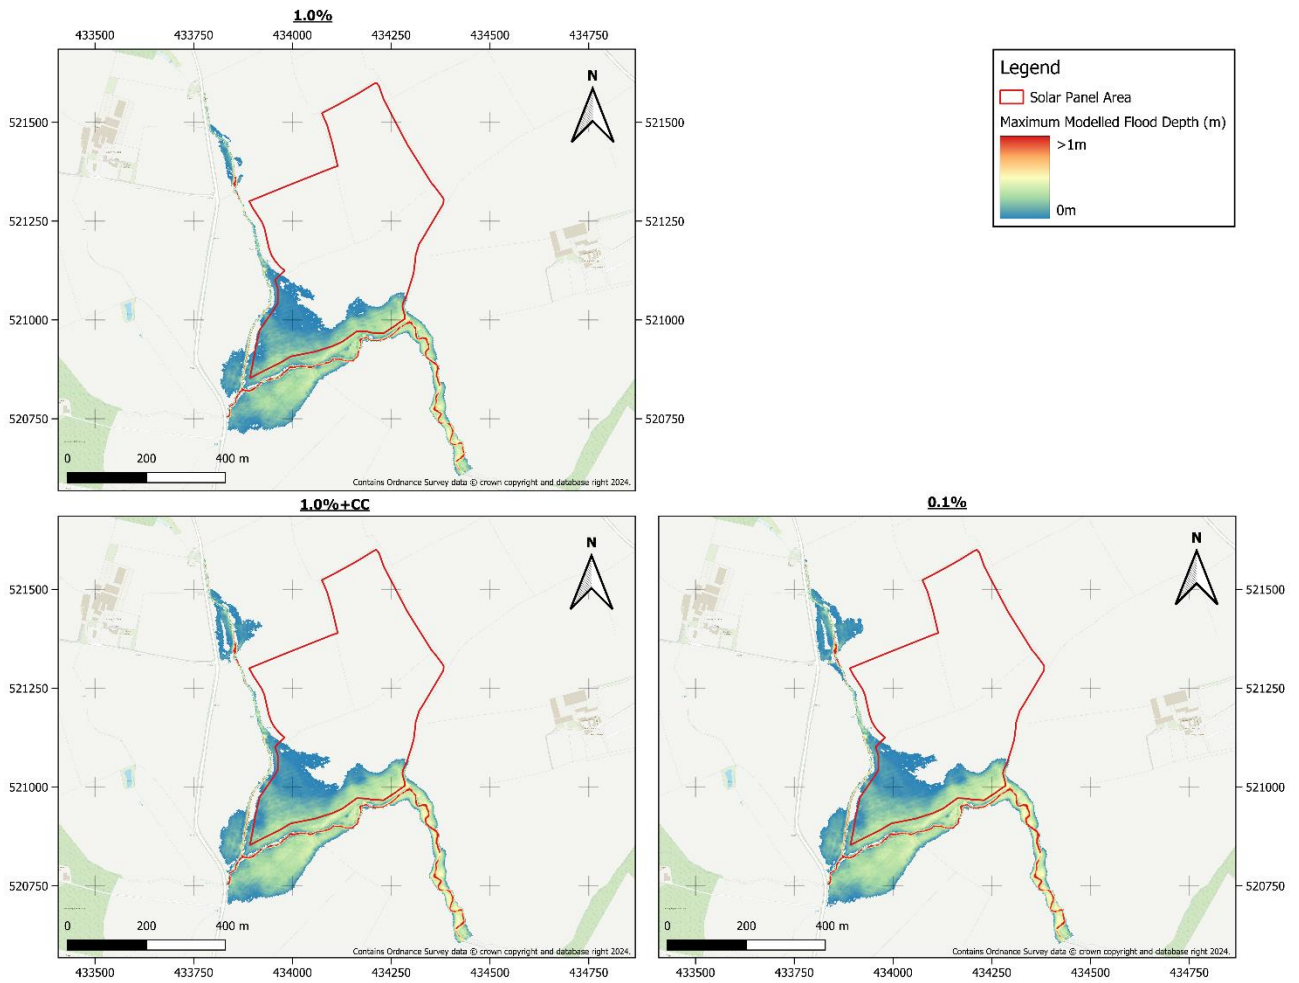 1.0%
433500 433750 434000 434250 434500 434750
N
521500 521500
521250 521250
521000 521000
520750 520750
0 200 400 m
Contains Ordnance Survey data © crown copyright and database right 2024.
Legend
Solar Panel Area
Maximum Modelled Flood Depth (m)
>1m
0m
1.0%+CC
N
521500
521250
521000
520750
0 200 400 m
Contains Ordnance Survey data © crown copyright and database right 2024.
433500 433750 434000 434250 434500 434750
0.1%
N
521500
521250
521000
520750
0 200 400 m
Contains Ordnance Survey data © crown copyright and database right 2024.
433500 433750 434000 434250 434500 434750